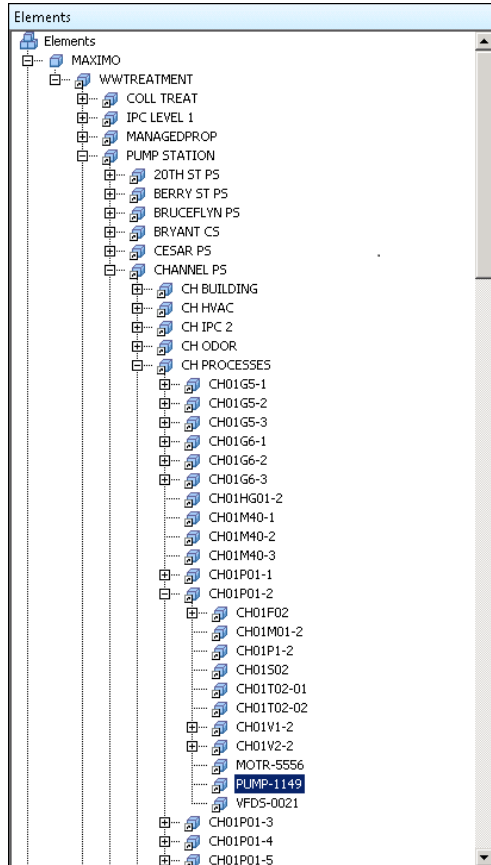 Elements
Elements
MAXIMO
WWTREATMENT
COLL TREAT
IPC LEVEL 1
MANAGEDPROP
PUMP STATION
20TH ST PS
BERRY ST PS
BRUCEFLYN PS
BRYANT CS
CESAR PS
CHANNEL PS
CH BUILDING
CH HVAC
CH IPC 2
CH ODOR
CH PROCESSES
CH01G5-1
CH01G5-2
CH01G5-3
CH01G6-1
CH01G6-2
CH01G6-3
CH01HG01-2
CH01M40-1
CH01M40-2
CH01M40-3
CH01P01-1
CH01P01-2
CH01F02
CH01M01-2
CH01P1-2
CH01S02
CH01T02-01
CH01T02-02
CH01V1-2
CH01V2-2
MOTR-5556
PUMP-1149
VFDS-0021
CH01P01-3
CH01P01-4
CH01P01-5